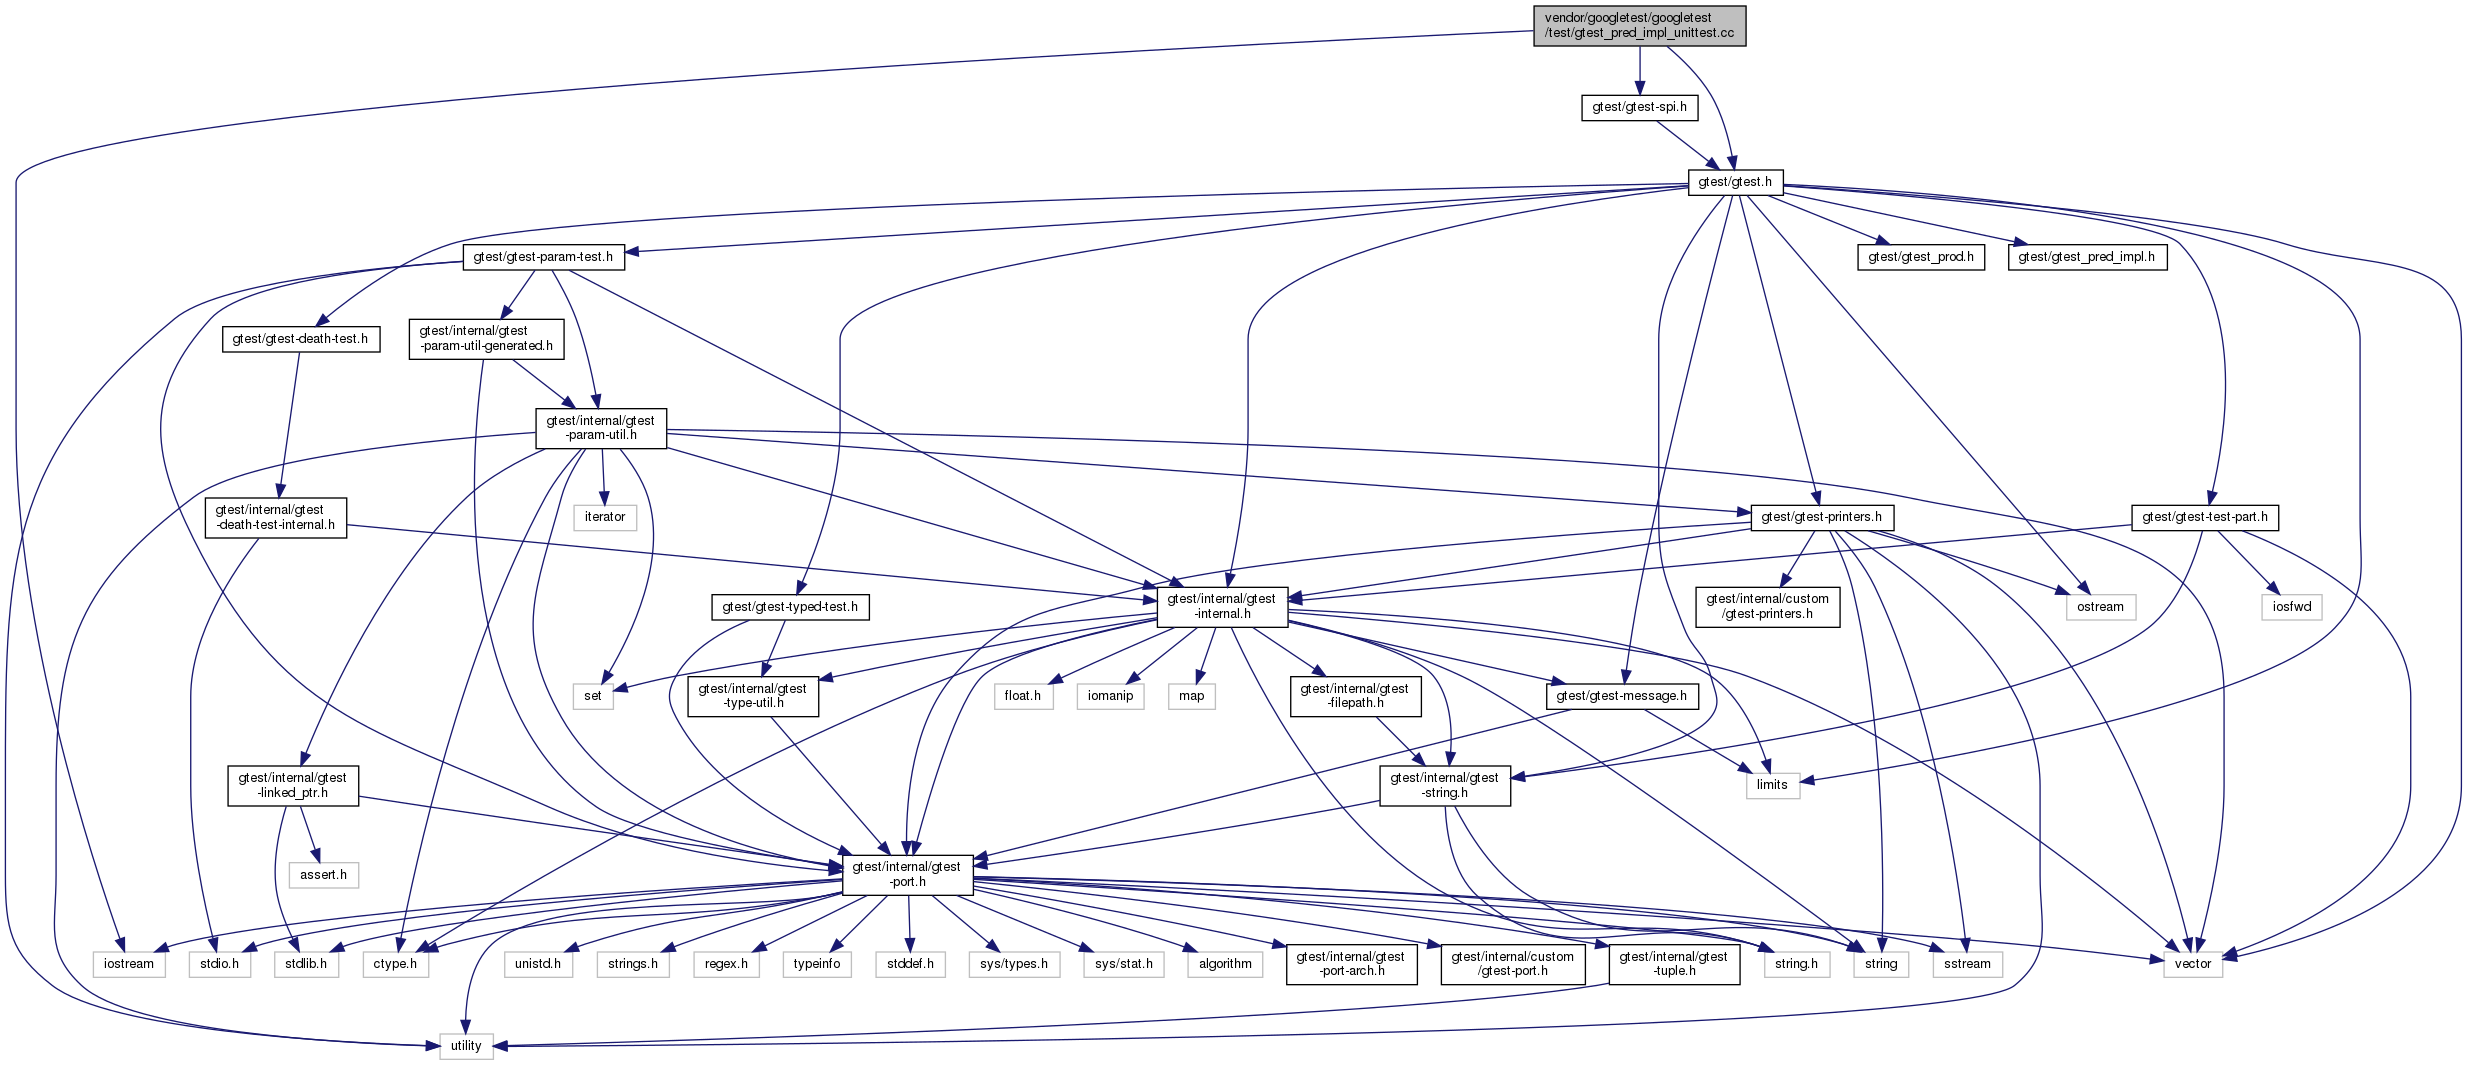 vendor/googletest/googletest
/test/gtest_pred_impl_unittest.cc
gtest/gtest-spi.h
gtest/gtest.h
gtest/gtest-param-test.h
gtest/gtest_prod.h
gtest/gtest_pred_impl.h
gtest/gtest-death-test.h
gtest/internal/gtest
-param-util-generated.h
gtest/internal/gtest
-param-util.h
gtest/internal/gtest
-death-test-internal.h
iterator
gtest/gtest-printers.h
gtest/gtest-test-part.h
gtest/gtest-typed-test.h
gtest/internal/gtest
-internal.h
gtest/internal/custom
/gtest-printers.h
ostream
iosfwd
set
gtest/internal/gtest
-type-util.h
float.h
iomanip
map
gtest/internal/gtest
-filepath.h
gtest/gtest-message.h
gtest/internal/gtest
-linked_ptr.h
gtest/internal/gtest
-string.h
limits
assert.h
gtest/internal/gtest
-port.h
iostream
stdio.h
stdlib.h
ctype.h
unistd.h
strings.h
regex.h
typeinfo
stddef.h
sys/types.h
sys/stat.h
algorithm
gtest/internal/gtest
-port-arch.h
gtest/internal/custom
/gtest-port.h
gtest/internal/gtest
-tuple.h
string.h
string
sstream
vector
utility